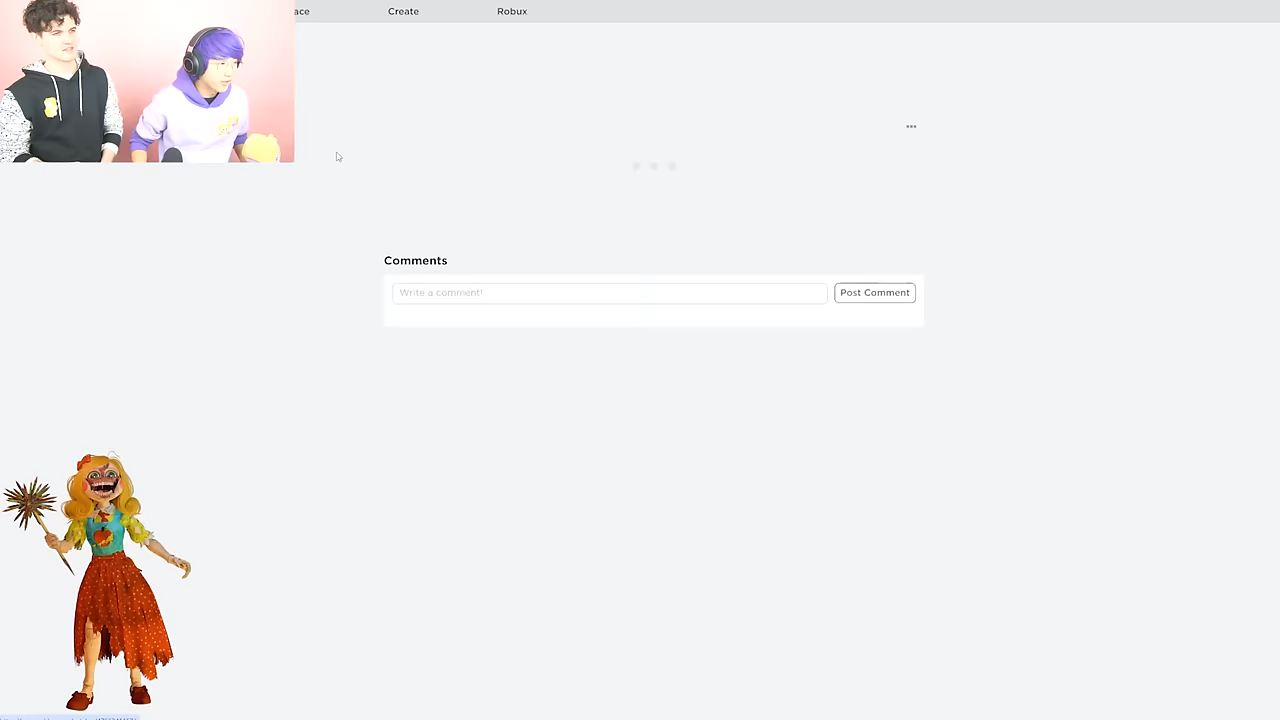 ace
Create
Robux
Comments
Write a comment!
Post Comment